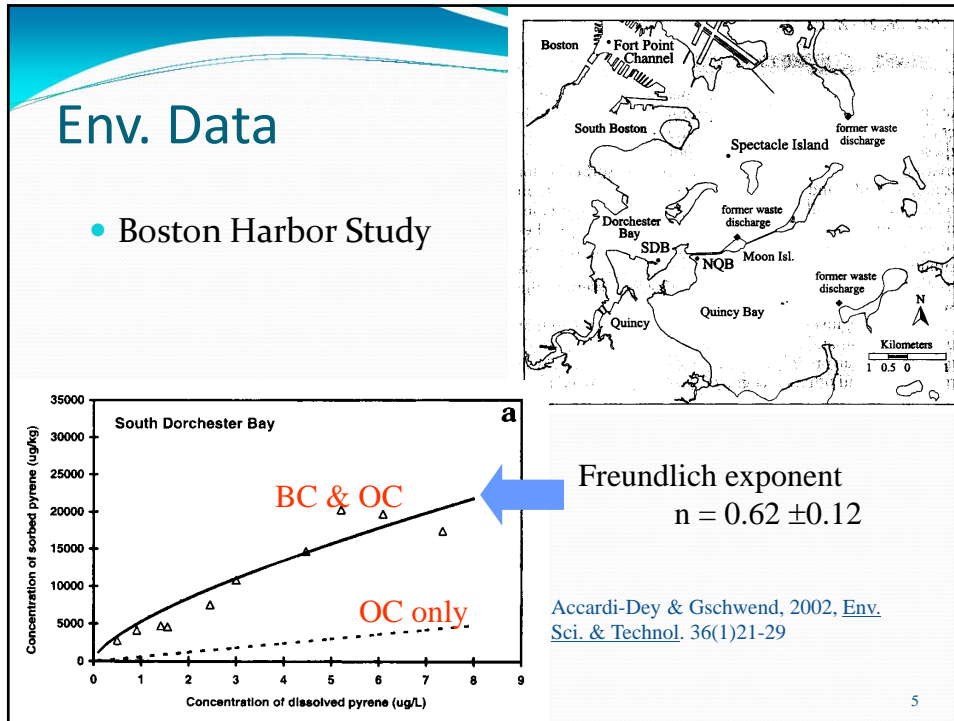 Env. Data
• Boston Harbor Study
Boston
Fort Point
Channel
South Boston
former waste
discharge
Spectacle Island
former waste
discharge
Dorchester
Bay
SDB
NQB
Moon Isl.
former waste
discharge
Quincy
Quincy Bay
N
Kilometers
1 0.5 0 1
35000
30000
25000
20000
15000
10000
5000
0
Concentration of sorbed pyrene (ug/kg)
South Dorchester Bay
a
BC & OC
OC only
0 1 2 3 4 5 6 7 8 9
Concentration of dissolved pyrene (ug/L)
Freundlich exponent
n = 0.62 ±0.12
Accardi-Dey & Gschwend, 2002, Env.
Sci. & Technol. 36(1)21-29
5